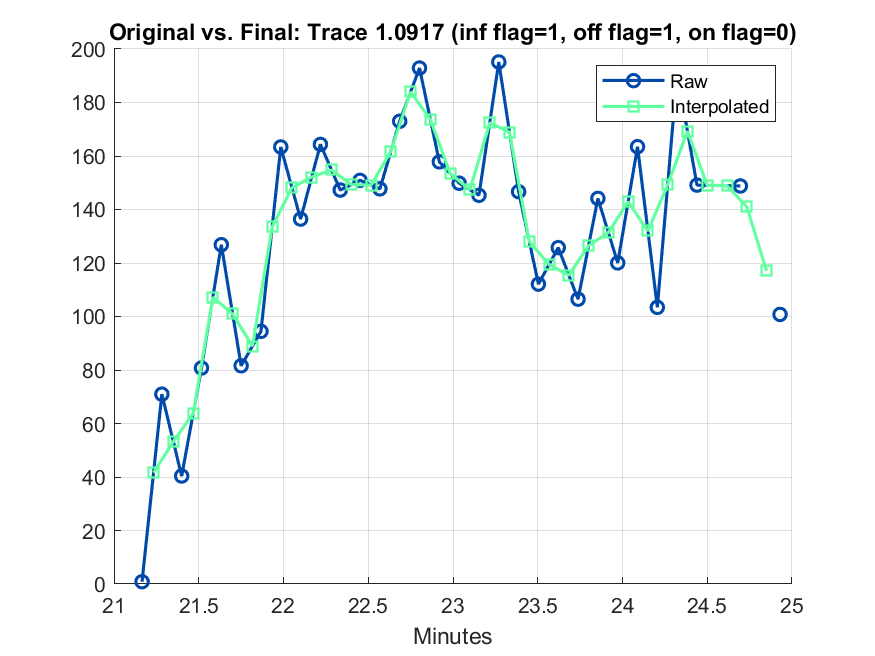 Original vs. Final: Trace 1.0917 (inf flag=1, off flag=1, on flag=0)
200
180
160
140
120
100
80
60
40
20
0
Raw
Interpolated
21 21.5 22 22.5 23 23.5 24 24.5 25
Minutes